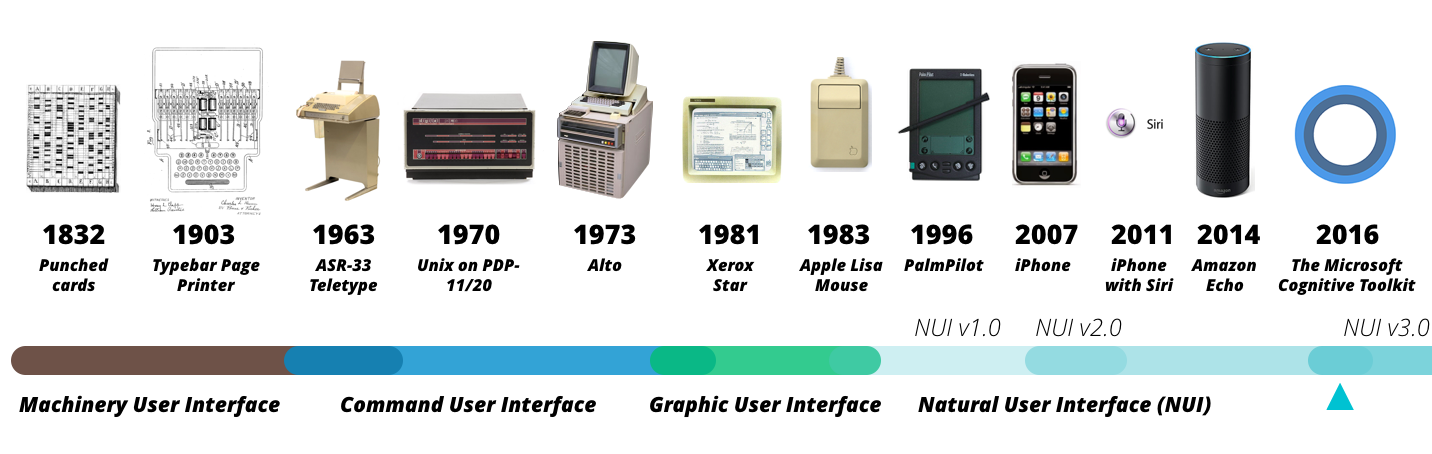 Siri
1832
1903
1963
1970
1973
1981
1983
1996
2007
2011
2014
2016
Punched
cards
Typebar Page
Printer
ASR-33
Teletype
Unix on PDP-
11/20
Alto
Xerox
Star
Apple Lisa
Mouse
PalmPilot
iPhone
iPhone
with Siri
Amazon
Echo
The Microsoft
Cognitive Toolkit
NUI v1.0
NUI v2.0
NUI v3.0
Machinery User Interface
Command User Interface
Graphic User Interface
Natural User Interface (NUI)